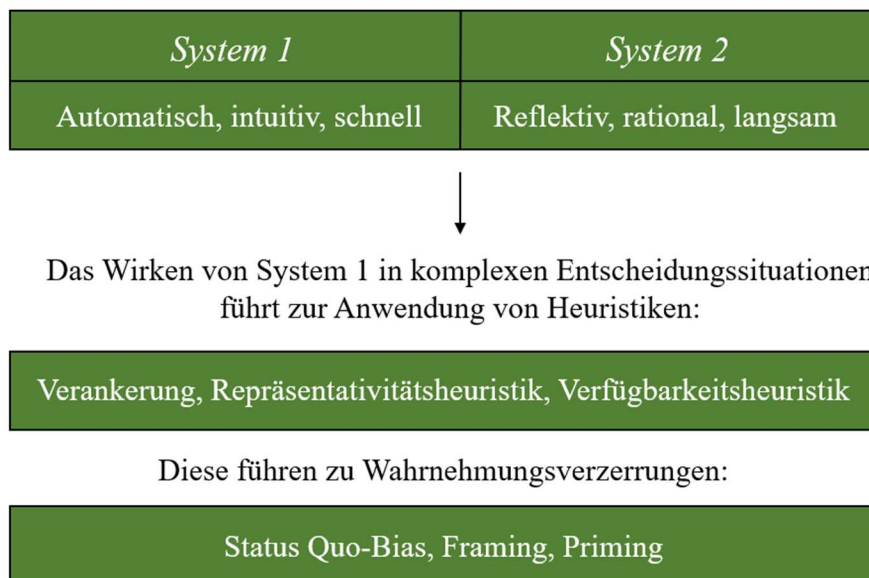 System 1
System 2
Automatisch, intuitiv, schnell
Reflektiv, rational, langsam
Das Wirken von System 1 in komplexen Entscheidungssituationen
führt zur Anwendung von Heuristiken:
Verankerung, Repräsentativitätsheuristik, Verfügbarkeitsheuristik
Diese führen zu Wahrnehmungsverzerrungen:
Status Quo-Bias, Framing, Priming